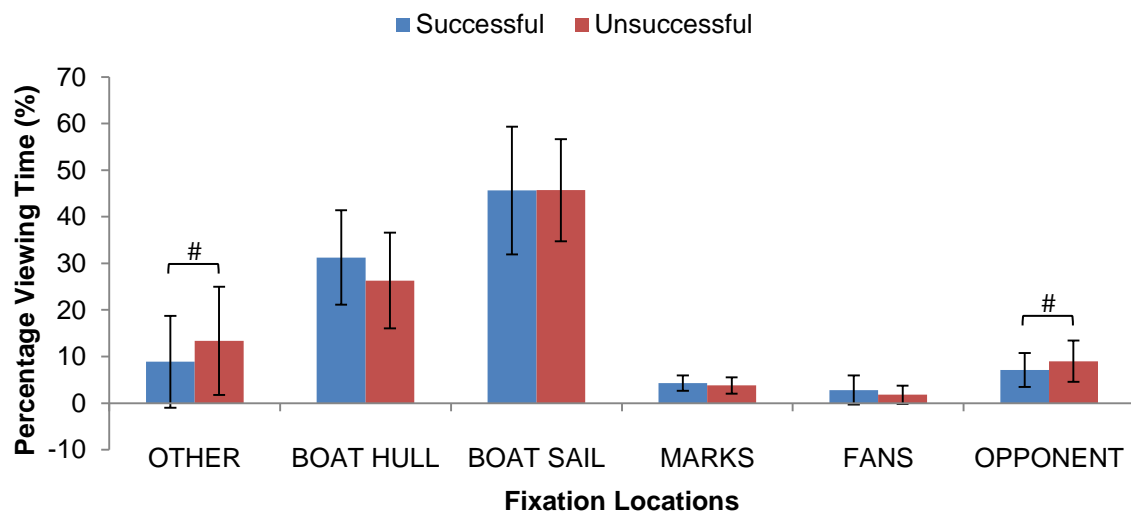 Successful Unsuccessful
Percentage Viewing Time (%)
70
60
50
40
30
20
10
0
-10
#
#
OTHER BOAT HULL BOAT SAIL MARKS FANS OPPONENT
Fixation Locations